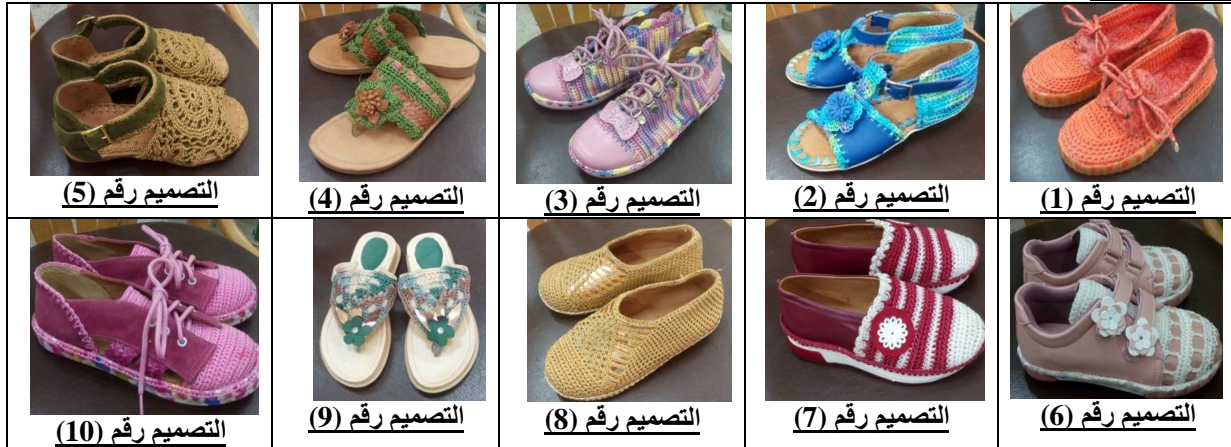 التصميم رقم (1)
التصميم رقم (2)
التصميم رقم (3)
التصميم رقم (4)
التصميم رقم (5)
التصميم رقم (6)
التصميم رقم (7)
التصميم رقم (8)
التصميم رقم (9)
التصميم رقم (10)